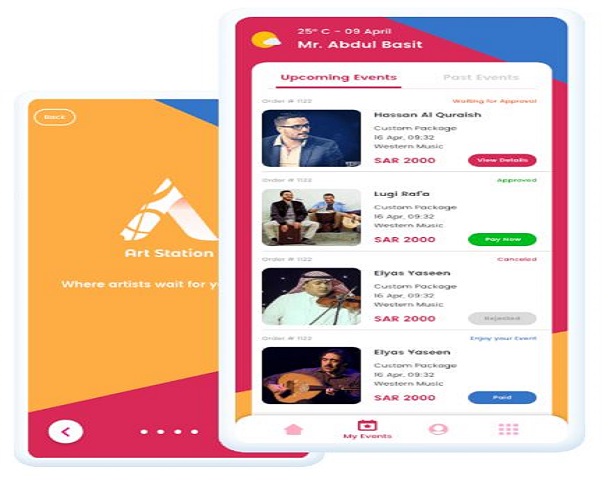 Back
Art Station
Where artists wait for
25° C - 09 April
Mr. Abdul Basit
Upcoming Events
Past Events
Order # 1122
Waiting for Approval
Hassan Al Quraish
Custom Package
16 Apr, 09:32
Western Music
SAR 2000
View Details
Order # 1122
Approved
Lugi Rafa
Custom Package
16 Apr, 09:32
Western Music
SAR 2000
Pay Now
Order # 1122
Canceled
Elyas Yaseen
Custom Package
16 Apr, 09:32
Western Music
SAR 2000
Rejected
Order # 1122
Enjoy your Event
Elyas Yaseen
Custom Package
16 Apr, 09:32
Western Music
SAR 2000
Paid
My Events